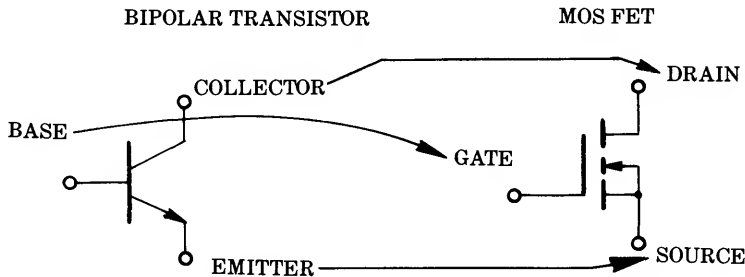 BIPOLAR TRANSISTOR
MOS FET
COLLECTOR
DRAIN
BASE
GATE
EMITTER
SOURCE